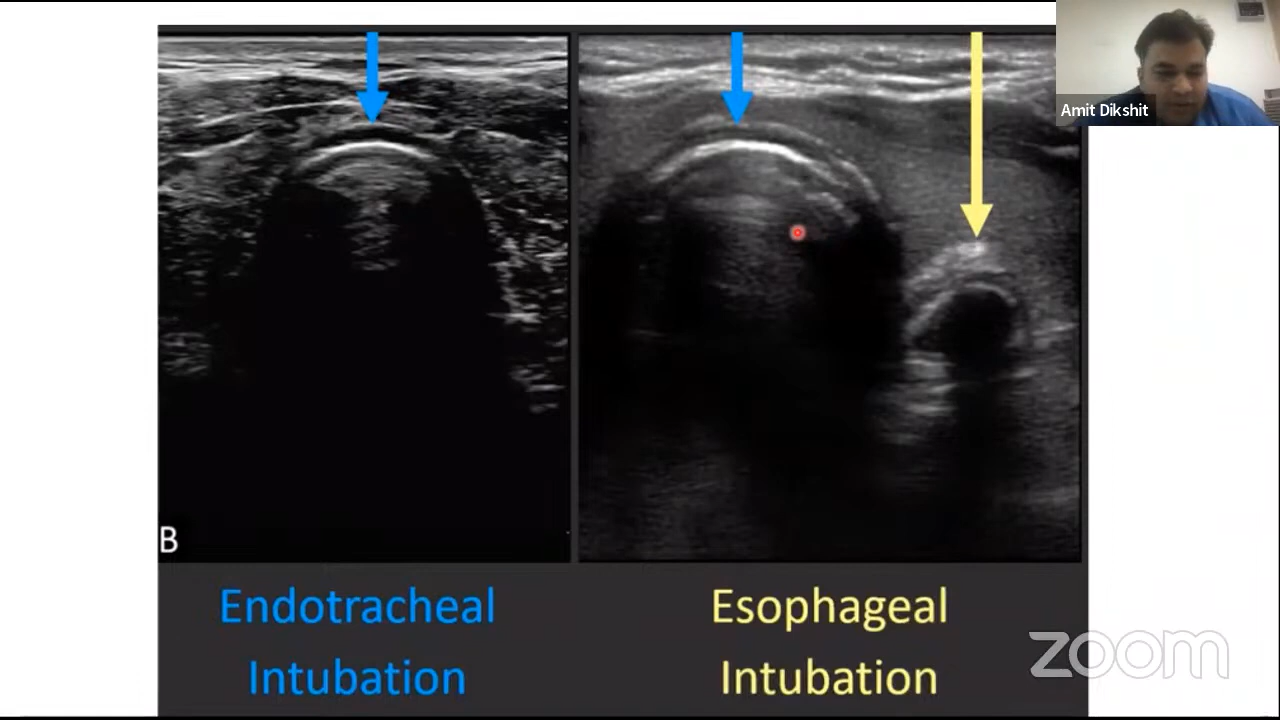 Amit Dikshit
B
Endotracheal
Intubation
Esophageal
Intubation
zoom